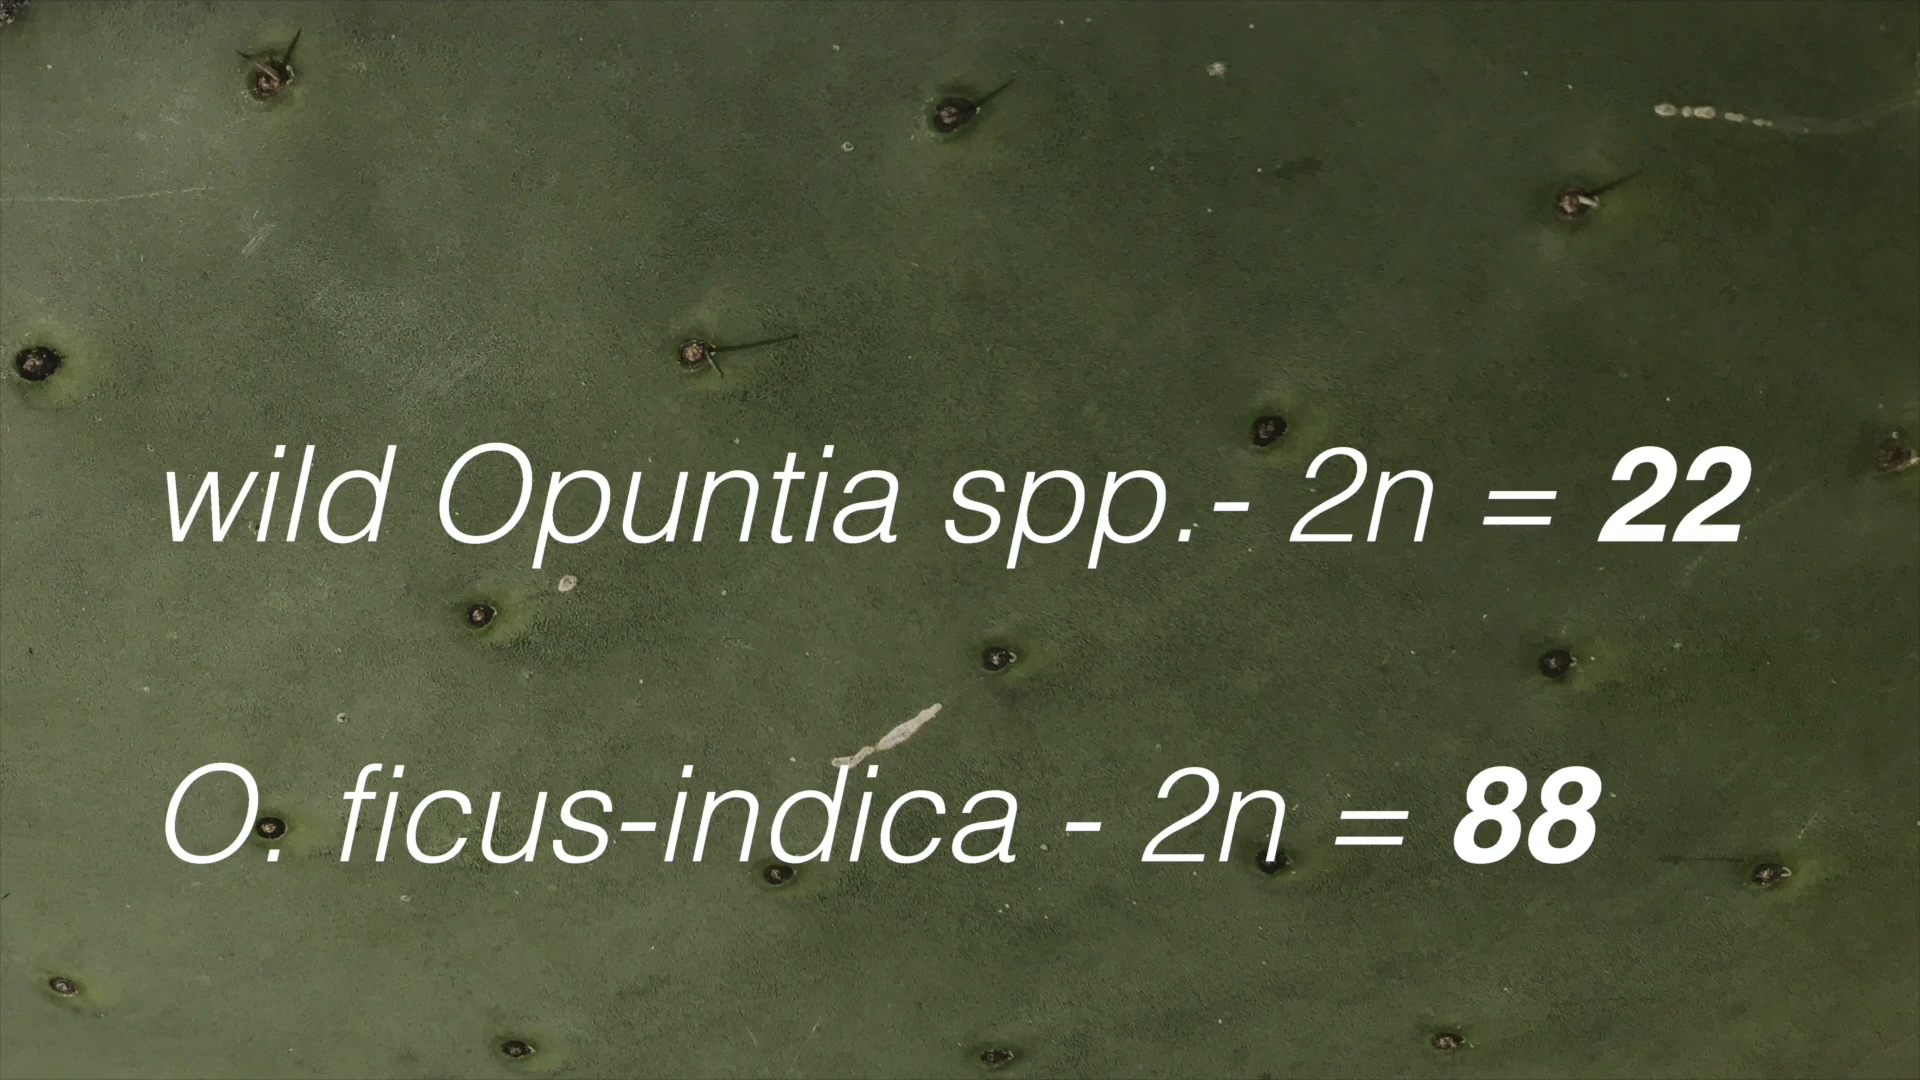 wild Opuntia spp.- 2n = 22
O. ficus-indica - 2n = 88